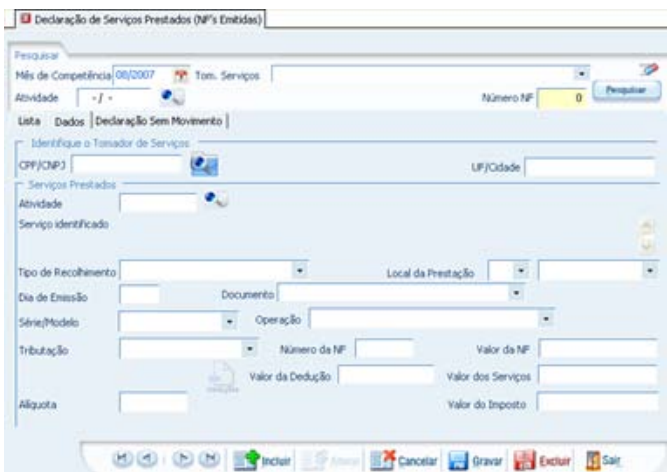 Declaração de Serviços Prestados (NF's Emitidas)
Pesquisar
Mês de Competência 08/2007 Tom. Serviços
Atividade - / - Número NF 0 Pesquisar
Lista Dados Declaração Sem Movimento
Identifique o Tomador de Serviços
CPF/CNPJ UF/Cidade
Serviços Prestados
Atividade
Serviço identificado
Tipo de Recolhimento Local da Prestação
Dia de Emissão Documento
Série/Modelo Operação
Tributação Número da NF Valor da NF
Valor da Dedução Valor dos Serviços
Alíquota Valor do Imposto
Incluir Cancelar Gravar Excluir Sair